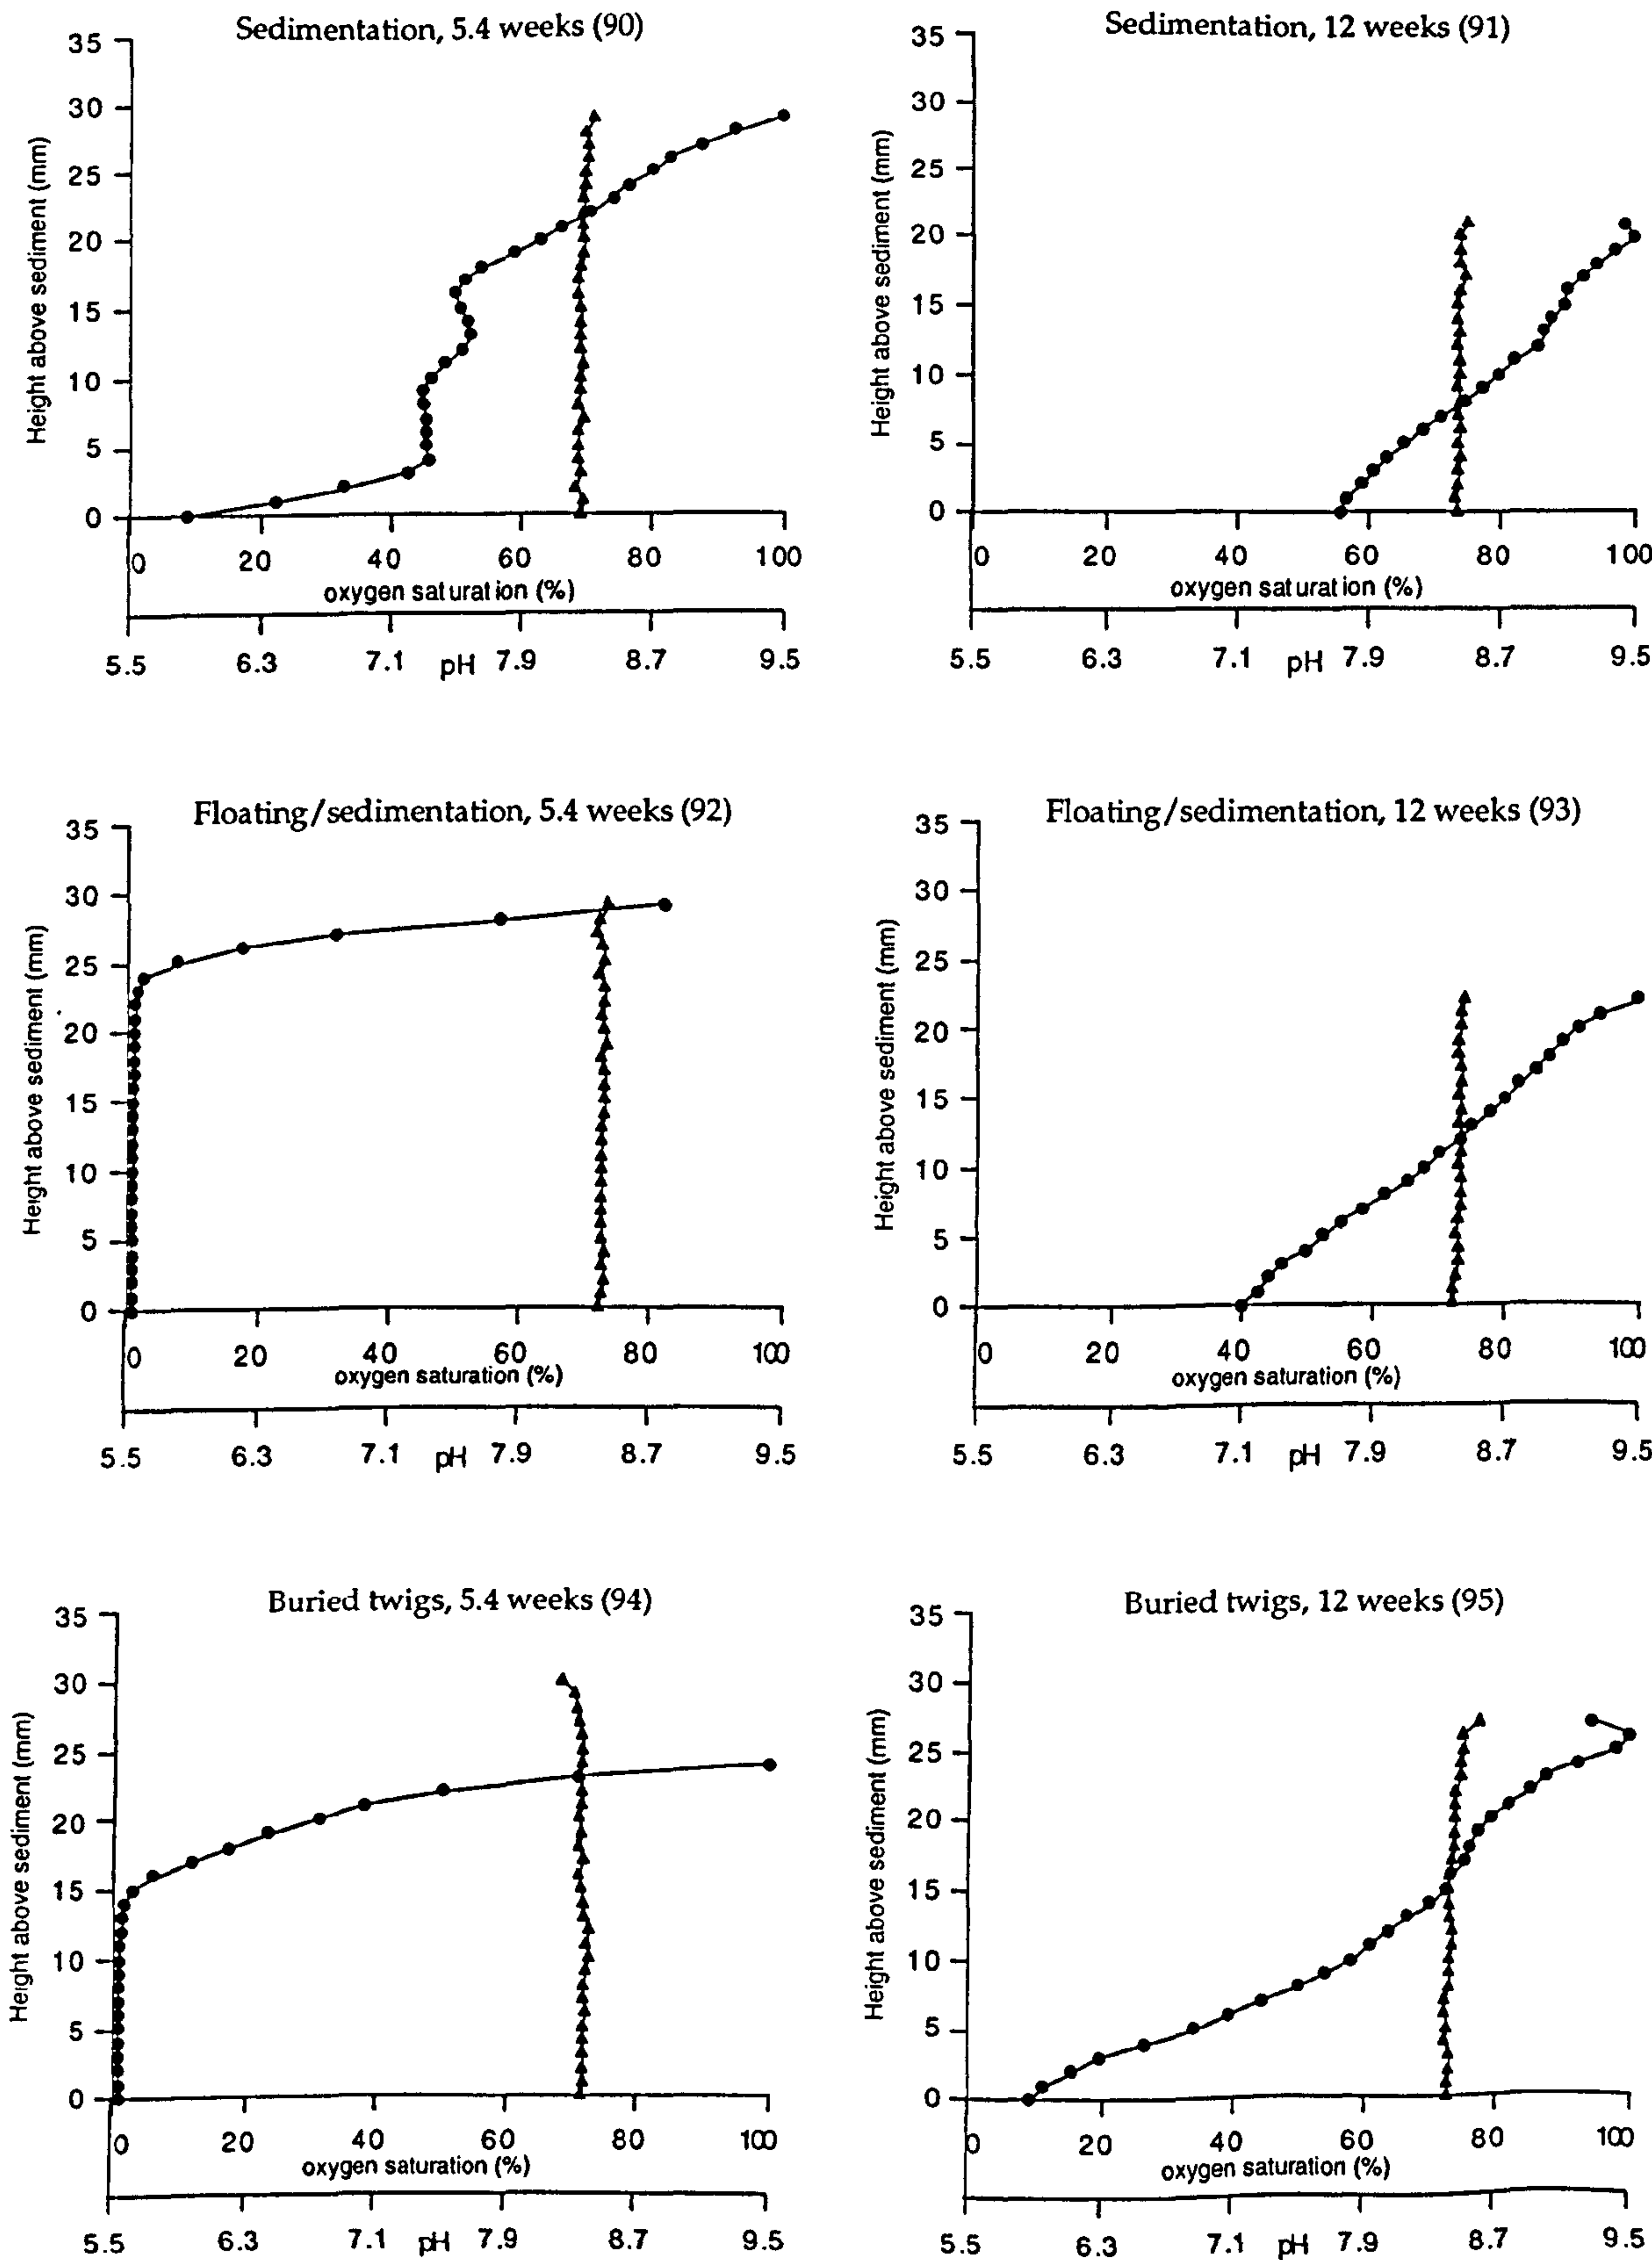 Sedimentation, 5.4 weeks (90)
35
30
25
20
15
10
5
0
Height above sediment (mm)
0 20 40 60 80 100
oxygen saturation (%)
5.5 6.3 7.1 pH 7.9 8.7 9.5
Sedimentation, 12 weeks (91)
35
30
25
20
15
10
5
0
Height above sediment (mm)
0 20 40 60 80 100
oxygen saturation (%)
5.5 6.3 7.1 pH 7.9 8.7 9.5
Floating/sedimentation, 5.4 weeks (92)
35
30
25
20
15
10
5
0
Height above sediment (mm)
0 20 40 60 80 100
oxygen saturation (%)
5.5 6.3 7.1 pH 7.9 8.7 9.5
Floating/sedimentation, 12 weeks (93)
35
30
25
20
15
10
5
0
Height above sediment (mm)
0 20 40 60 80 100
oxygen saturation (%)
5.5 6.3 7.1 pH 7.9 8.7 9.5
Buried twigs, 5.4 weeks (94)
35
30
25
20
15
10
5
0
Height above sediment (mm)
0 20 40 60 80 100
oxygen saturation (%)
5.5 6.3 7.1 pH 7.9 8.7 9.5
Buried twigs, 12 weeks (95)
35
30
25
20
15
10
5
0
Height above sediment (mm)
0 20 40 60 80 100
oxygen saturation (%)
5.5 6.3 7.1 pH 7.9 8.7 9.5